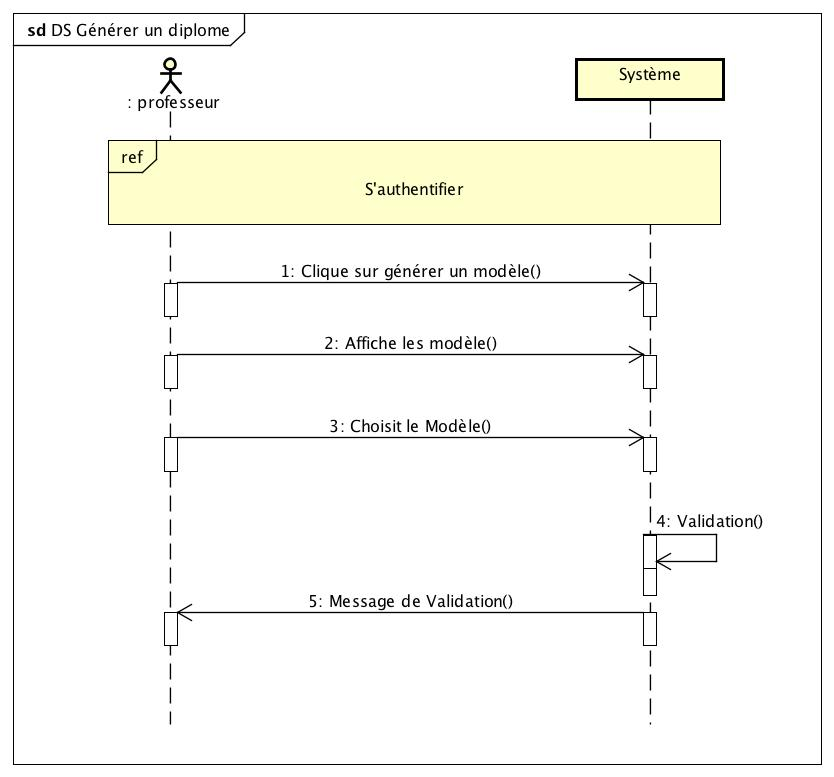 sd DS Générer un diplome
: professeur
Système
ref
S'authentifier
1: Clique sur générer un modèle()
2: Affiche les modèle()
3: Choisit le Modèle()
4: Validation()
5: Message de Validation()